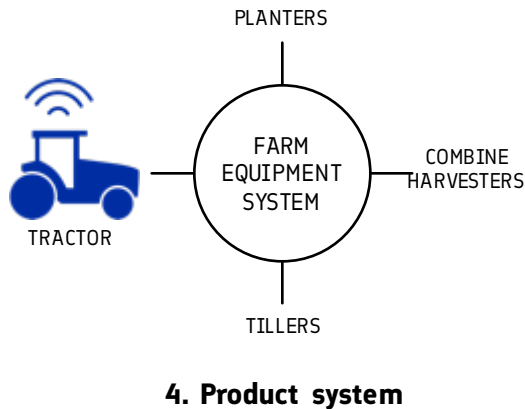 PLANTERS
FARM
EQUIPMENT
SYSTEM
COMBINE
HARVESTERS
TRACTOR
TILLERS
4. Product system